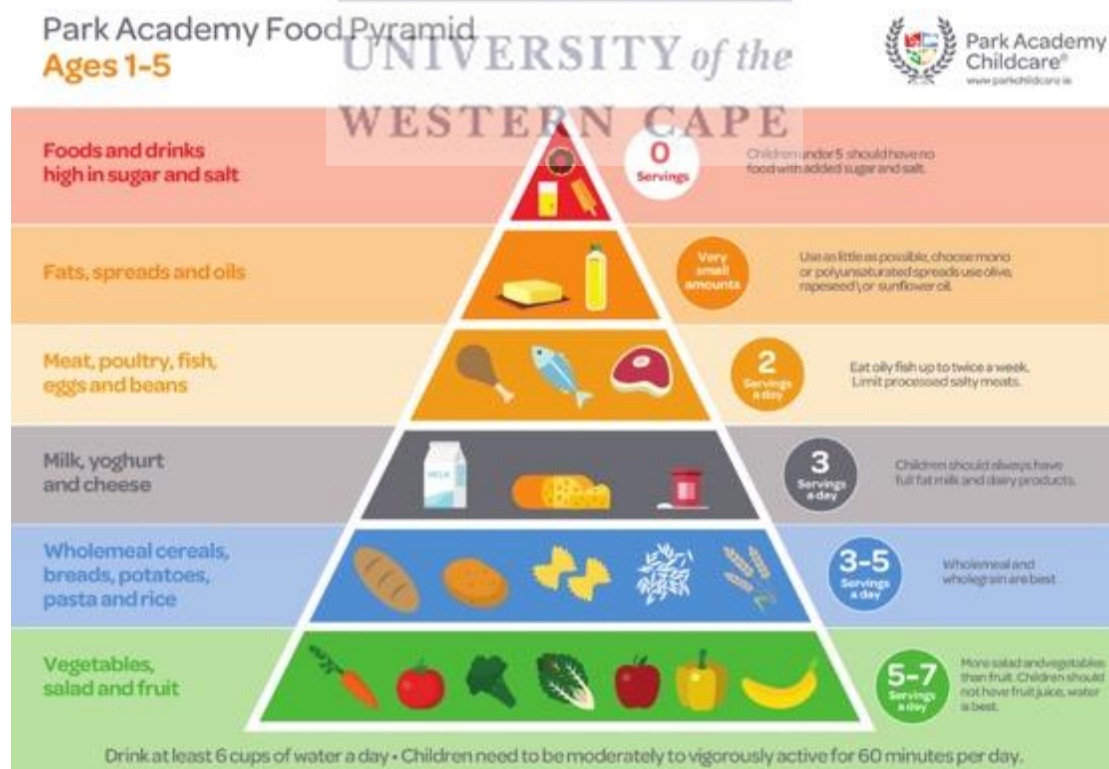 Park Academy Food Pyramid
Ages 1-5
UNIVERSITY of the
WESTERN CAPE
Park Academy
Childcare®
www.parkchildcare.ie
Foods and drinks
high in sugar and salt
0
Servings
Children under 5 should have no
food with added sugar and salt.
Fats, spreads and oils
Very
small
amounts
Use as little as possible, choose mono
or polyunsaturated spreads use olive,
rapeseed\or sunflower oil.
Meat, poultry, fish,
eggs and beans
2
Servings
a day
Eat oily fish up to twice a week,
Limit processed salty meats.
Milk, yoghurt
and cheese
MILK
3
Servings
a day
Children should always have
full fat milk and dairy products.
Wholemeal cereals,
breads, potatoes,
pasta and rice
3-5
Servings
a day
Wholemeal and
wholegrain are best
Vegetables,
salad and fruit
5-7
Servings
a day
More salad and vegetables
than fruit. Children should
not have fruit juice, water
is best.
Drink at least 6 cups of water a day • Children need to be moderately to vigorously active for 60 minutes per day.